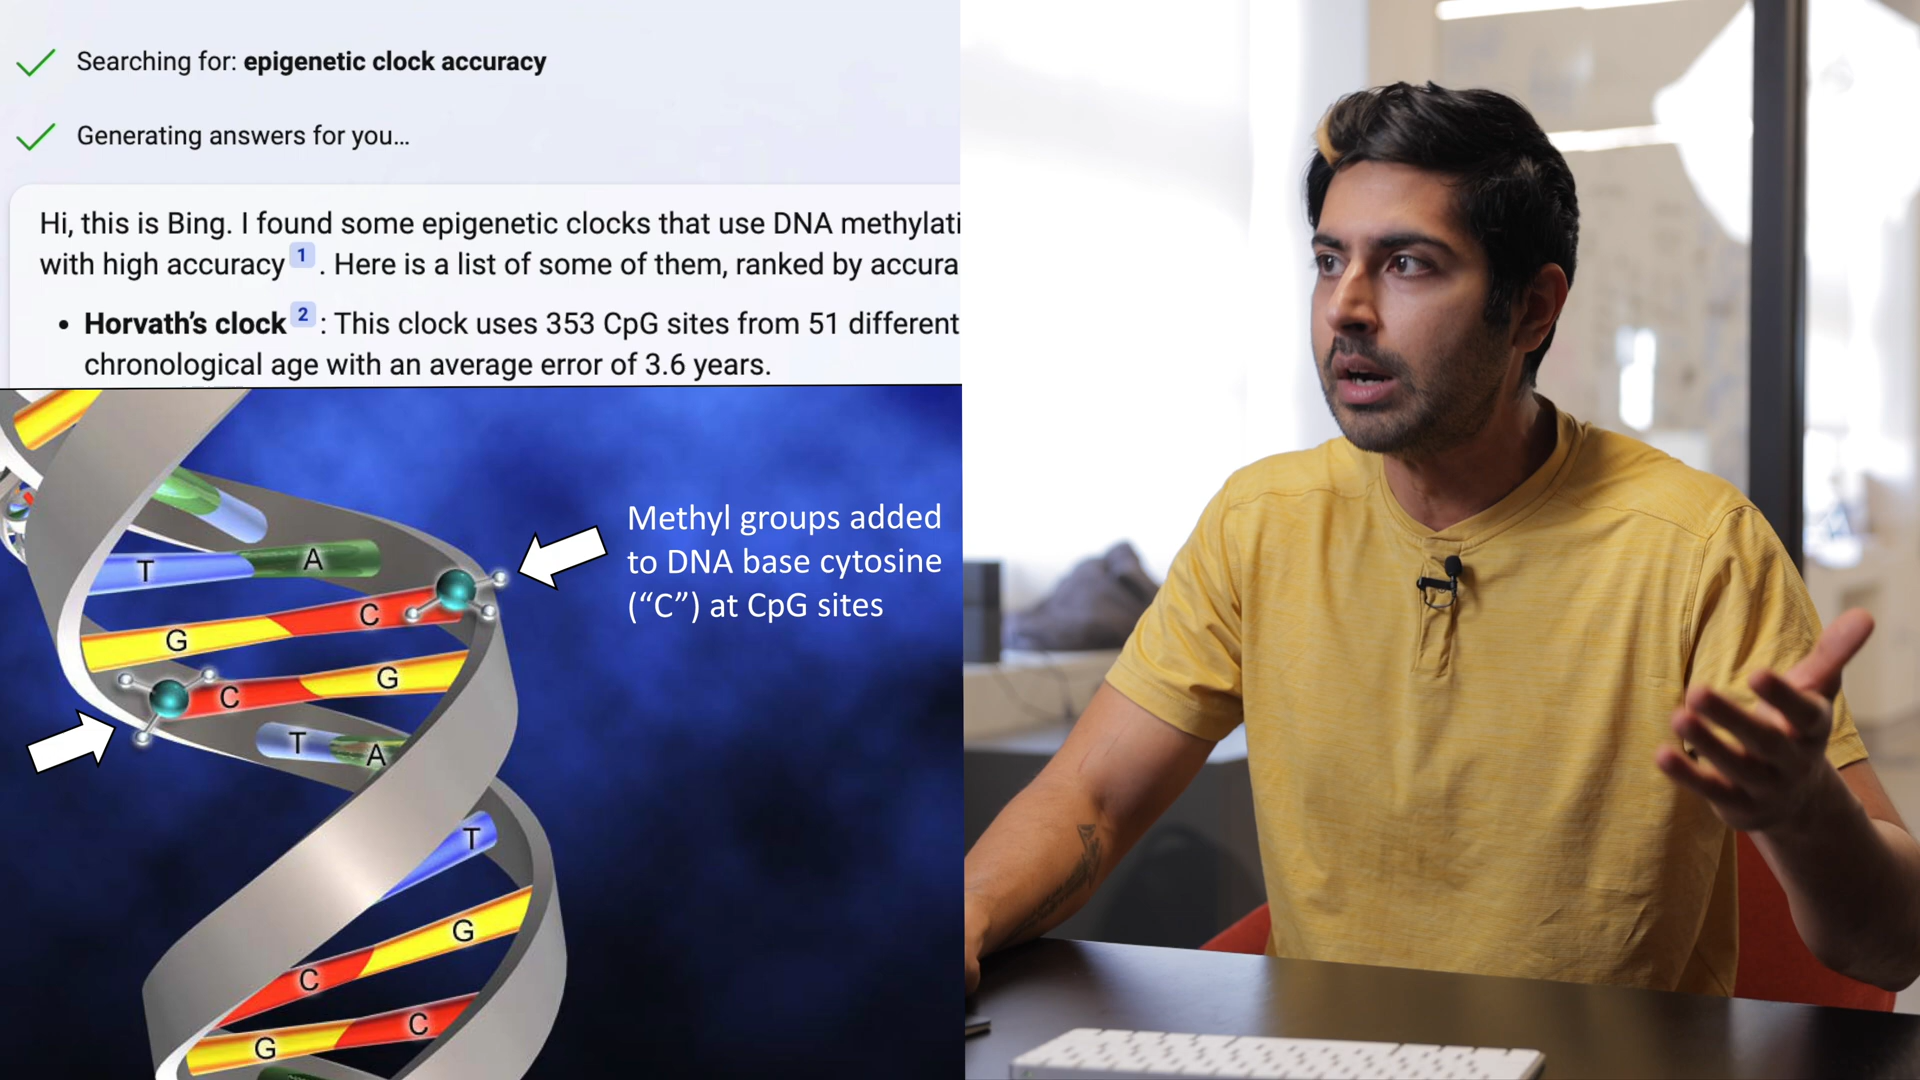 Searching for: epigenetic clock accuracy
Generating answers for you...
Hi, this is Bing. I found some epigenetic clocks that use DNA methylati
with high accuracy 1 . Here is a list of some of them, ranked by accura
• Horvath’s clock 2 : This clock uses 353 CpG sites from 51 different
chronological age with an average error of 3.6 years.
Methyl groups added
to DNA base cytosine
(“C”) at CpG sites
T A
G C
C G
T A
T
G
C
C
G